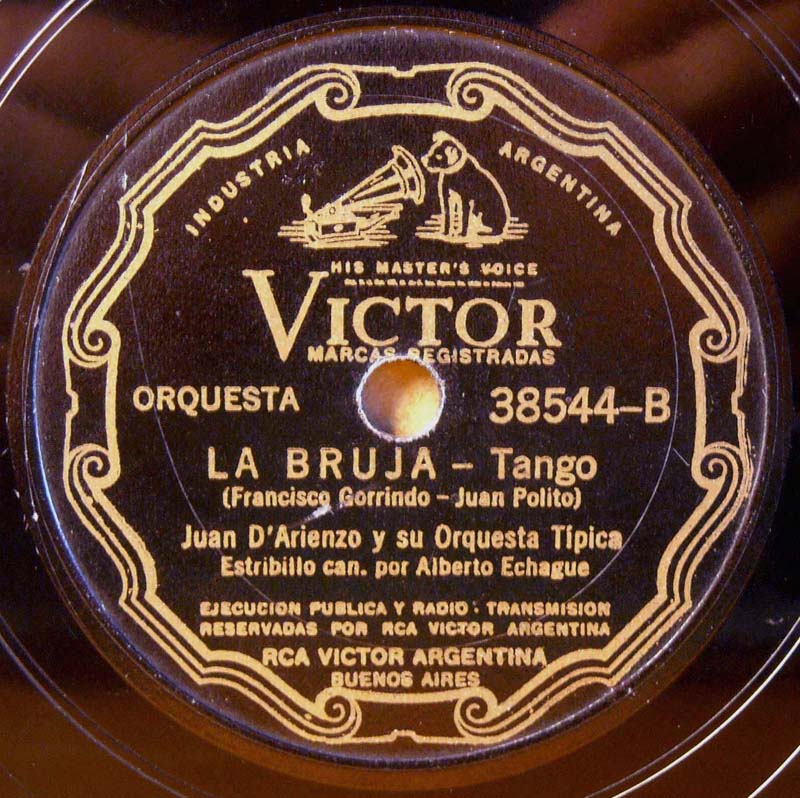 INDUSTRIA ARGENTINA
HIS MASTER'S VOICE
VICTOR
MARCAS REGISTRADAS
ORQUESTA 38544-B
LA BRUJA - Tango
(Francisco Gorrindo - Juan Polito)
Juan D'Arienzo y su Orquesta Típica
Estribillo can. por Alberto Echague
EJECUCION PUBLICA Y RADIO - TRANSMISION
RESERVADAS POR RCA VICTOR ARGENTINA
RCA VICTOR ARGENTINA
BUENOS AIRES